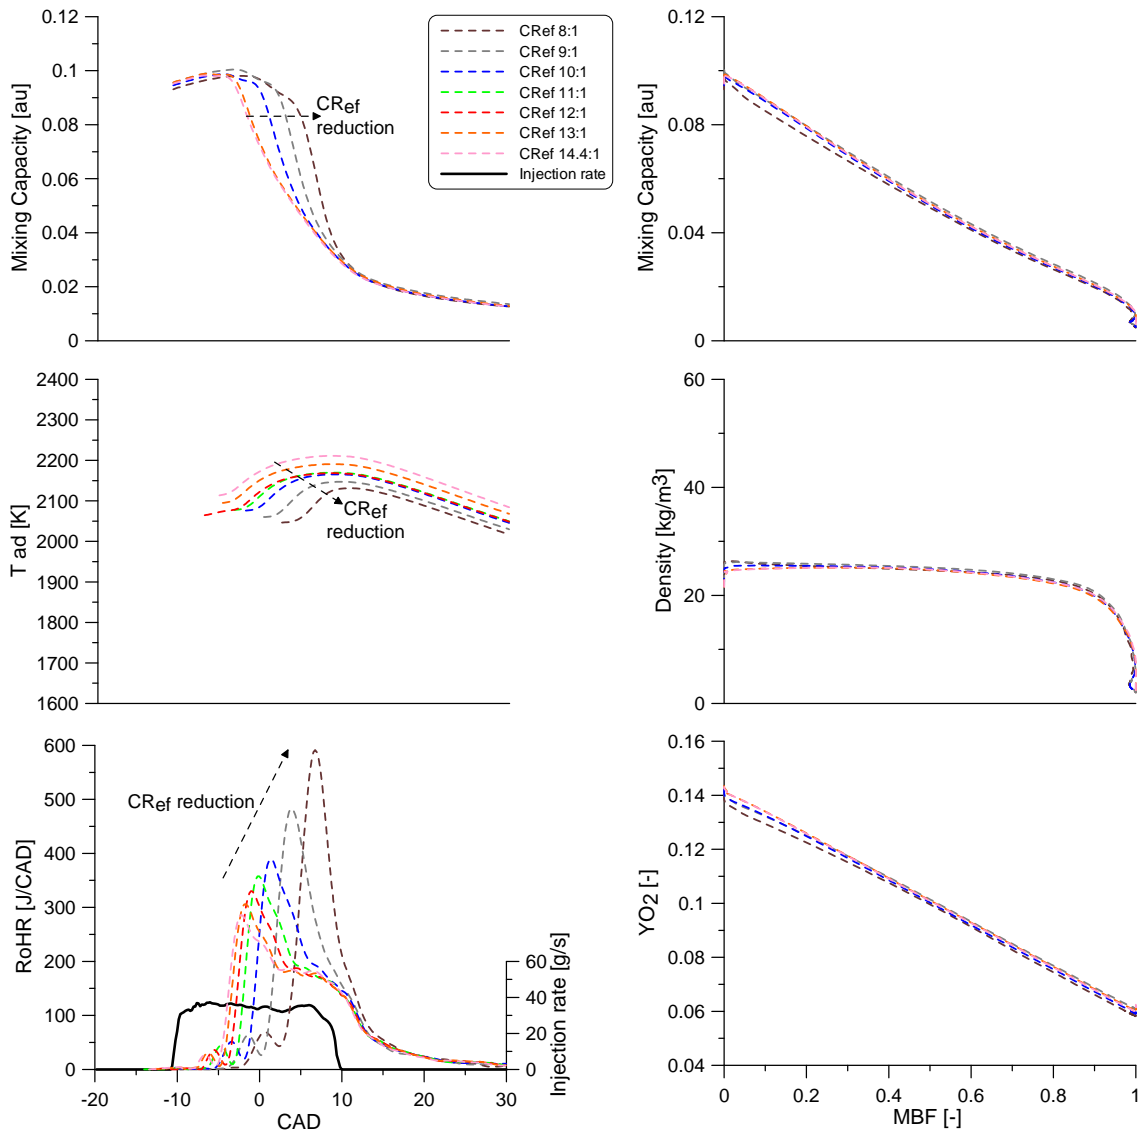 0.12
0.1
0.08
0.06
0.04
0.02
0
Mixing Capacity [au]
CRef
reduction
CRef 8:1
CRef 9:1
CRef 10:1
CRef 11:1
CRef 12:1
CRef 13:1
CRef 14.4:1
Injection rate
0.12
0.08
0.04
0
Mixing Capacity [au]
2400
2300
2200
2100
2000
1900
1800
1700
1600
T ad [K]
CRef
reduction
60
40
20
0
Density [kg/m3]
600
500
400
300
200
100
0
RoHR [J/CAD]
CRef reduction
60
40
20
0
Injection rate [g/s]
-20
-10
0
10
20
30
CAD
0.16
0.14
0.12
0.1
0.08
0.06
0.04
YO2 [-]
0
0.2
0.4
0.6
0.8
1
MBF [-]